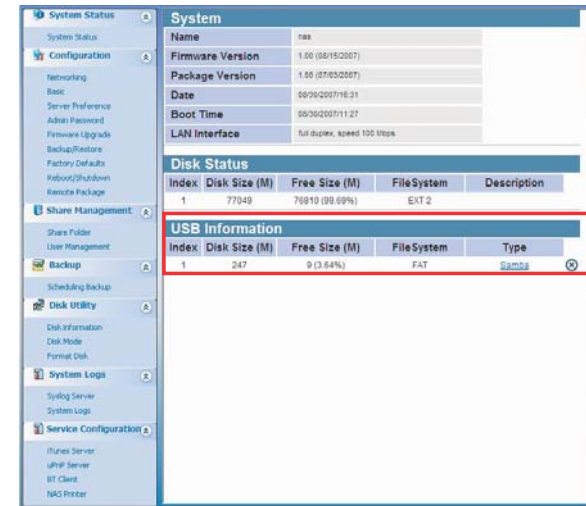 System Status
System Status
Configuration
Networking
Basic
Server Preference
Admin Password
Firmware Upgrade
Backup/Restore
Factory Defaults
Reboot/Shutdown
Remote Package
Share Management
Share Folder
User Management
Backup
Scheduling Backup
Disk Utility
Disk Information
Disk Mode
Format Disk
System Logs
Syslog Server
System Logs
Service Configuration
iTunes Server
uPnP Server
BT Client
NAS Printer
System
Name nas
Firmware Version 1.00 (08/15/2007)
Package Version 1.00 (07/03/2007)
Date 08/30/2007/16:31
Boot Time 08/30/2007/11:27
LAN Interface full duplex, speed 100 Mbps
Disk Status
Index Disk Size (M) Free Size (M) FileSystem Description
1 77049 76810 (99.69%) EXT 2
USB Information
Index Disk Size (M) Free Size (M) FileSystem Type
1 247 9 (3.64%) FAT Samba